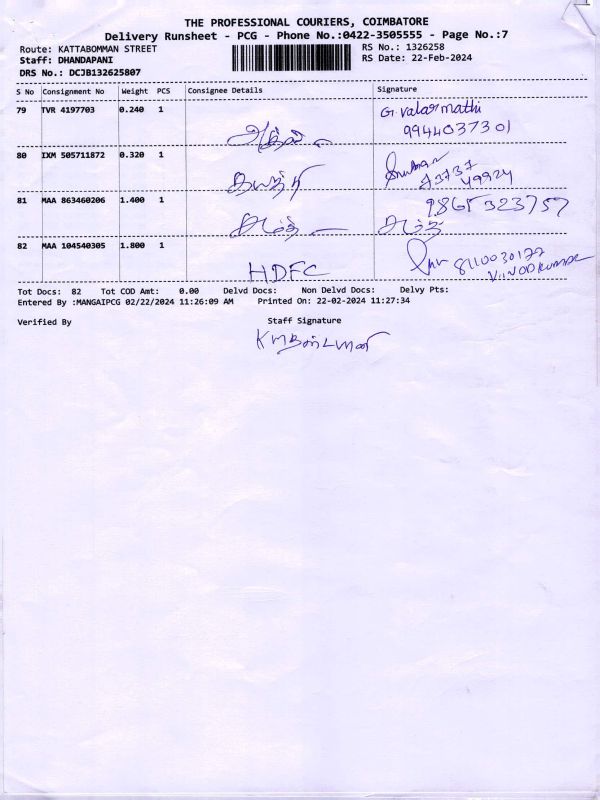 THE PROFESSIONAL COURIERS, COIMBATORE
Delivery Runsheet - PCG - Phone No.:0422-3505555 - Page No.:7
Route: KATTABOMMAN STREET
RS No.: 1326258
Staff: DHANDAPANI
RS Date: 22-Feb-2024
DRS No.: DCJB132625807
S No Consignment No Weight PCS Consignee Details Signature
79 TVR 4197703 0.240 1 G. Valarmathi
9944037301
80 IXM 505711872 0.320 1
73737
49924
81 MAA 863460206 1.400 1 9865323757
82 MAA 104540305 1.800 1
HDFC 8110030177
VINODKUMAR
Tot Docs: 82 Tot COD Amt: 0.00 Delvd Docs: Non Delvd Docs: Delvy Pts:
Entered By :MANGAIPCG 02/22/2024 11:26:09 AM Printed On: 22-02-2024 11:27:34
Verified By Staff Signature